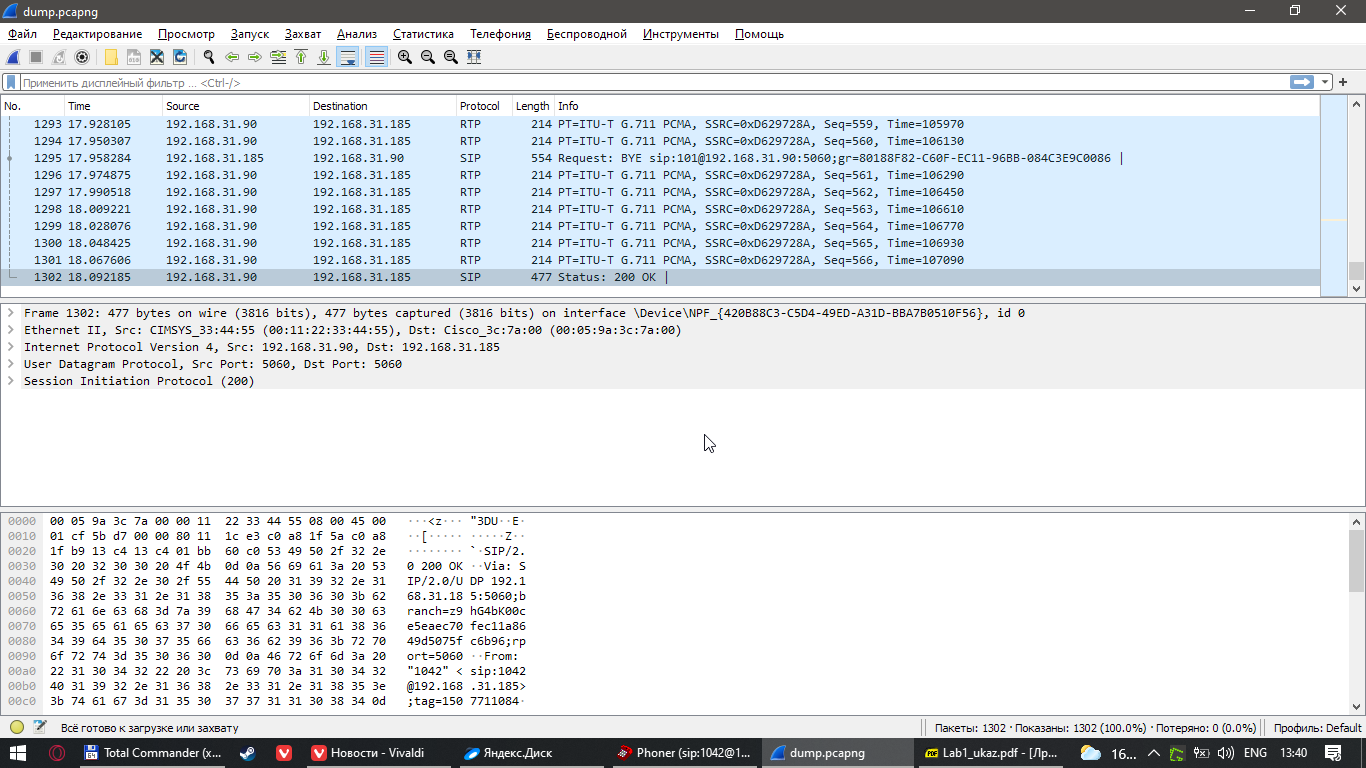 dump.pcapng
Файл Редактирование Просмотр Запуск Захват Анализ Статистика Телефония Беспроводной Инструменты Помощь
Применить дисплейный фильтр ... <Ctrl-/>
No. Time Source Destination Protocol Length Info
1293 17.928105 192.168.31.90 192.168.31.185 RTP 214 PT=ITU-T G.711 PCMA, SSRC=0xD629728A, Seq=559, Time=105970
1294 17.950307 192.168.31.90 192.168.31.185 RTP 214 PT=ITU-T G.711 PCMA, SSRC=0xD629728A, Seq=560, Time=106130
1295 17.958284 192.168.31.185 192.168.31.90 SIP 554 Request: BYE sip:101@192.168.31.90:5060;gr=80188F82-C60F-EC11-96BB-084C3E9C0086 |
1296 17.974875 192.168.31.90 192.168.31.185 RTP 214 PT=ITU-T G.711 PCMA, SSRC=0xD629728A, Seq=561, Time=106290
1297 17.990518 192.168.31.90 192.168.31.185 RTP 214 PT=ITU-T G.711 PCMA, SSRC=0xD629728A, Seq=562, Time=106450
1298 18.009221 192.168.31.90 192.168.31.185 RTP 214 PT=ITU-T G.711 PCMA, SSRC=0xD629728A, Seq=563, Time=106610
1299 18.028076 192.168.31.90 192.168.31.185 RTP 214 PT=ITU-T G.711 PCMA, SSRC=0xD629728A, Seq=564, Time=106770
1300 18.048425 192.168.31.90 192.168.31.185 RTP 214 PT=ITU-T G.711 PCMA, SSRC=0xD629728A, Seq=565, Time=106930
1301 18.067606 192.168.31.90 192.168.31.185 RTP 214 PT=ITU-T G.711 PCMA, SSRC=0xD629728A, Seq=566, Time=107090
1302 18.092185 192.168.31.90 192.168.31.185 SIP 477 Status: 200 OK |
Frame 1302: 477 bytes on wire (3816 bits), 477 bytes captured (3816 bits) on interface \Device\NPF_{420B88C3-C5D4-49ED-A31D-BBA7B0510F56}, id 0
Ethernet II, Src: CIMSYS_33:44:55 (00:11:22:33:44:55), Dst: Cisco_3c:7a:00 (00:05:9a:3c:7a:00)
Internet Protocol Version 4, Src: 192.168.31.90, Dst: 192.168.31.185
User Datagram Protocol, Src Port: 5060, Dst Port: 5060
Session Initiation Protocol (200)
0000 00 05 9a 3c 7a 00 00 11 22 33 44 55 08 00 45 00 ···<z··· "3DU··E·
0010 01 cf 5b d7 00 00 80 11 1c e3 c0 a8 1f 5a c0 a8 ··[····· ·····Z··
0020 1f b9 13 c4 13 c4 01 bb 60 c0 53 49 50 2f 32 2e ········ `·SIP/2.
0030 30 20 32 30 30 20 4f 4b 0d 0a 56 69 61 3a 20 53 0 200 OK ··Via: S
0040 49 50 2f 32 2e 30 2f 55 44 50 20 31 39 32 2e 31 IP/2.0/U DP 192.1
0050 36 38 2e 33 31 2e 31 38 35 3a 35 30 36 30 3b 62 68.31.18 5:5060;b
0060 72 61 6e 63 68 3d 7a 39 68 47 34 62 4b 30 30 63 ranch=z9 hG4bK00c
0070 65 35 65 61 65 63 37 30 66 65 63 31 31 61 38 36 e5eaec70 fec11a86
0080 34 39 64 35 30 37 35 66 63 36 62 39 36 3b 72 70 49d5075f c6b96;rp
0090 6f 72 74 3d 35 30 36 30 0d 0a 46 72 6f 6d 3a 20 ort=5060 ··From:
00a0 22 31 30 34 32 22 20 3c 73 69 70 3a 31 30 34 32 "1042" < sip:1042
00b0 40 31 39 32 2e 31 36 38 2e 33 31 2e 31 38 35 3e @192.168 .31.185>
00c0 3b 74 61 67 3d 31 35 30 37 37 31 31 30 38 34 0d ;tag=150 7711084·
Всё готово к загрузке или захвату Пакеты: 1302 · Показаны: 1302 (100.0%) · Потеряно: 0 (0.0%) Профиль: Default
Total Commander (x... Новости - Vivaldi Яндекс.Диск Phoner (sip:1042@1... dump.pcapng Lab1_ukaz.pdf - [Лр... 16... ENG 13:40